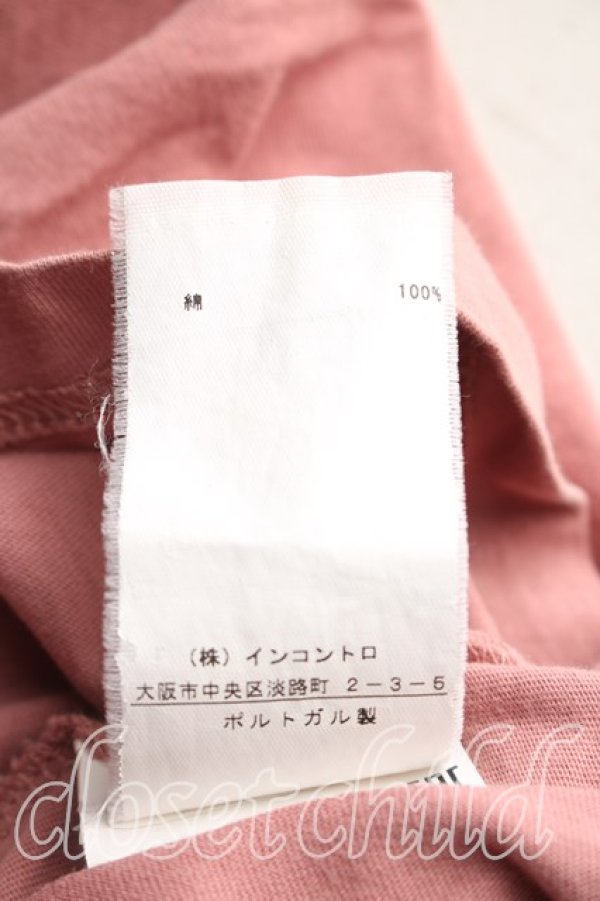 綿 100%
(株) インコントロ
大阪市中央区淡路町 2-3-5
ポルトガル製
closet child